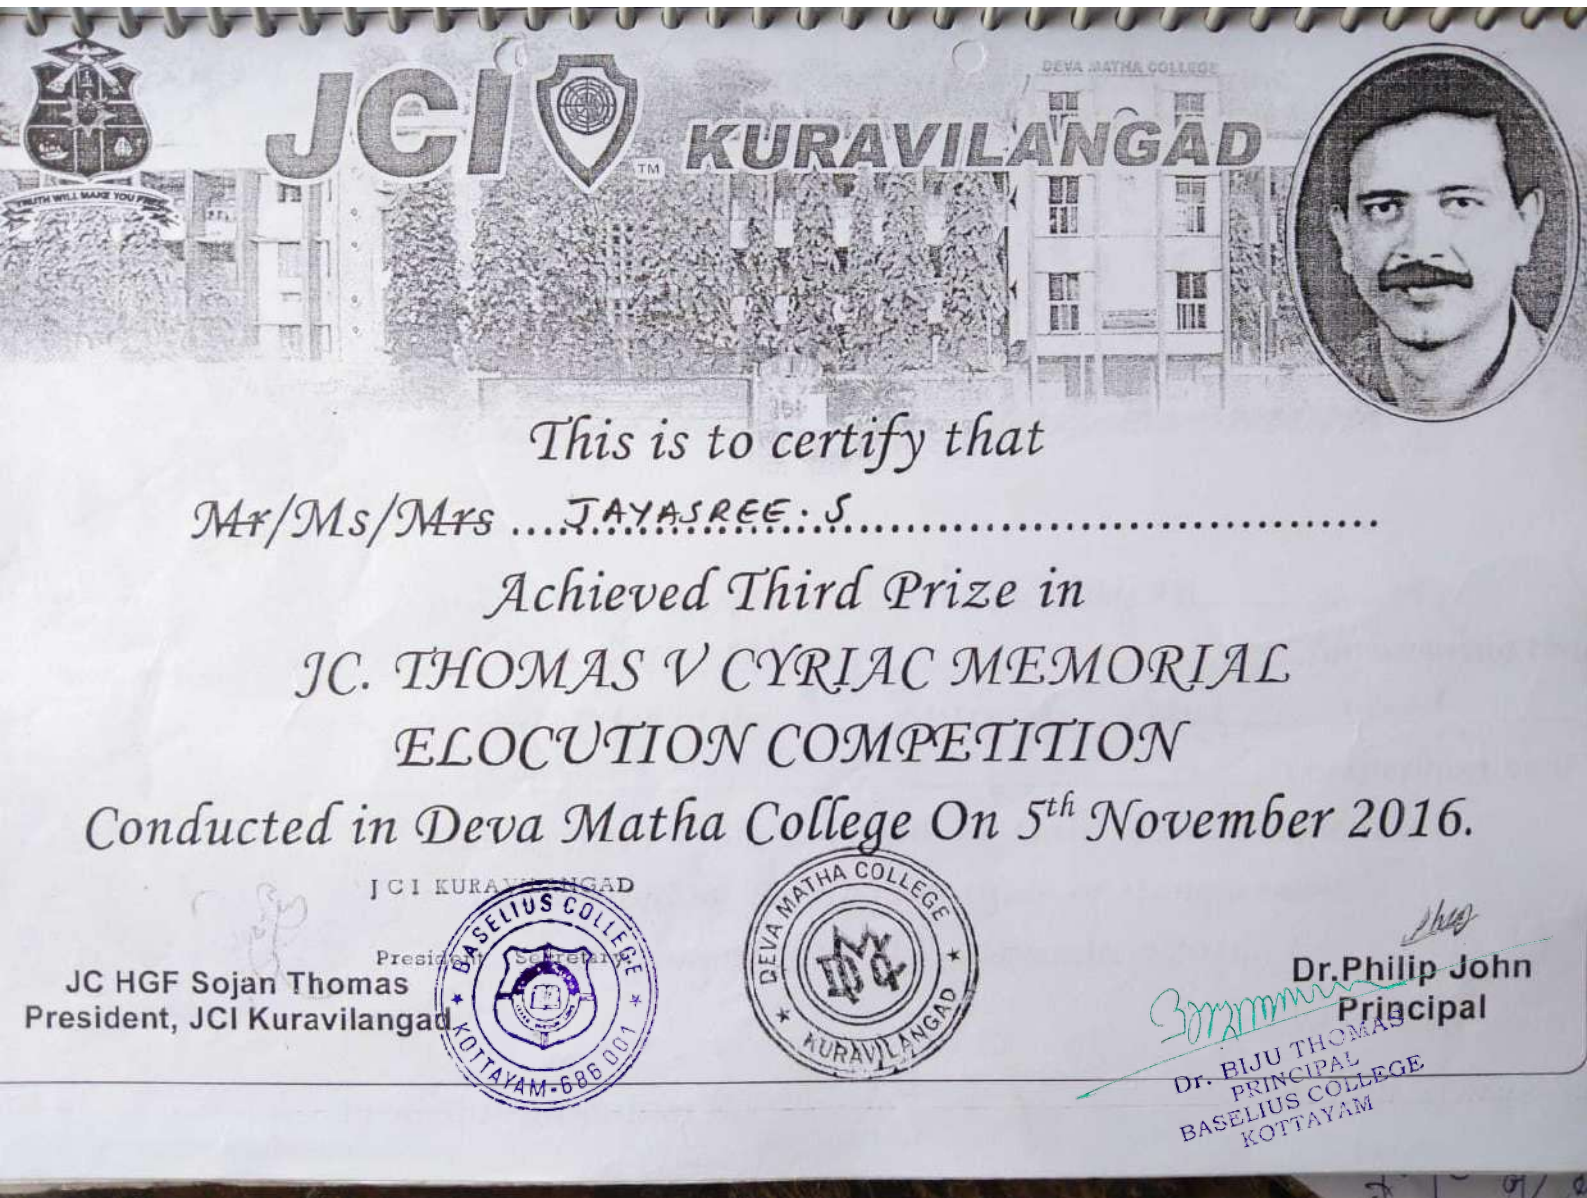 DEVA MATHA COLLEGE
JCI
TM
KURAVILANGAD
TRUTH WILL MAKE YOU FREE
This is to certify that
Mr/Ms/Mrs ....JAYASREE. S....................................
Achieved Third Prize in
JC. THOMAS V CYRIAC MEMORIAL
ELOCUTION COMPETITION
Conducted in Deva Matha College On 5th November 2016.
JCI KURAVILANGAD
President Secretary
JC HGF Sojan Thomas
President, JCI Kuravilangad
BASELIUS COLLEGE
KOTTAYAM-686 001
DEVA MATHA COLLEGE
KURAVILANGAD
Dr.Philip John
Principal
Dr. BIJU THOMAS
PRINCIPAL
BASELIUS COLLEGE
KOTTAYAM